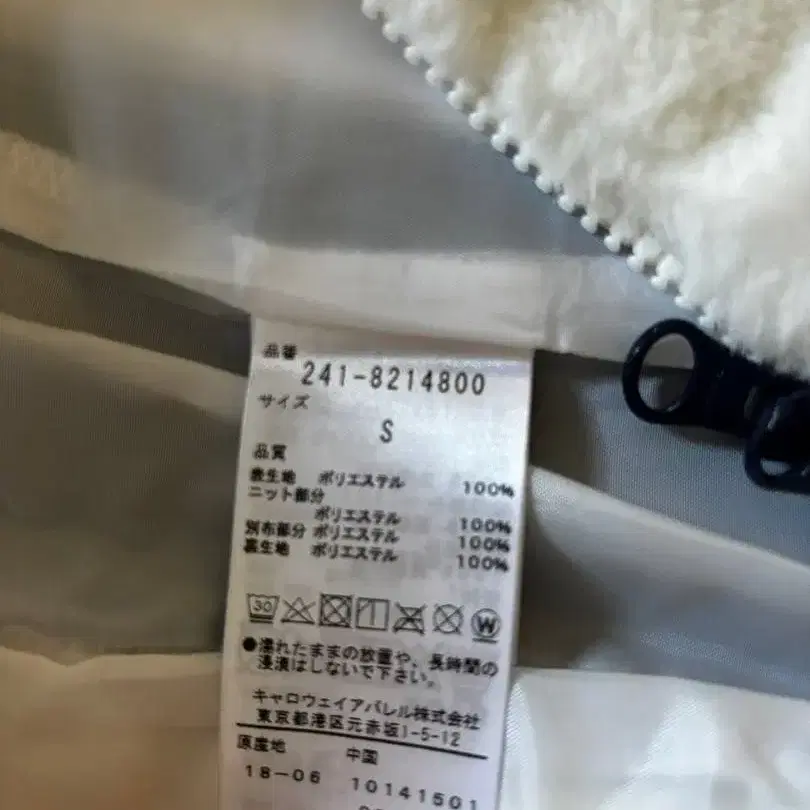 品番
241-8214800
サイズ
S
品質
表生地 ポリエステル 100%
ニット部分
ポリエステル 100%
別布部分 ポリエステル 100%
裏生地 ポリエステル 100%
30
W
●濡れたままの放置や、長時間の
浸漬はしないで下さい。
キャロウェイアパレル株式会社
東京都港区元赤坂1-5-12
原産地 中国
18-06 10141501